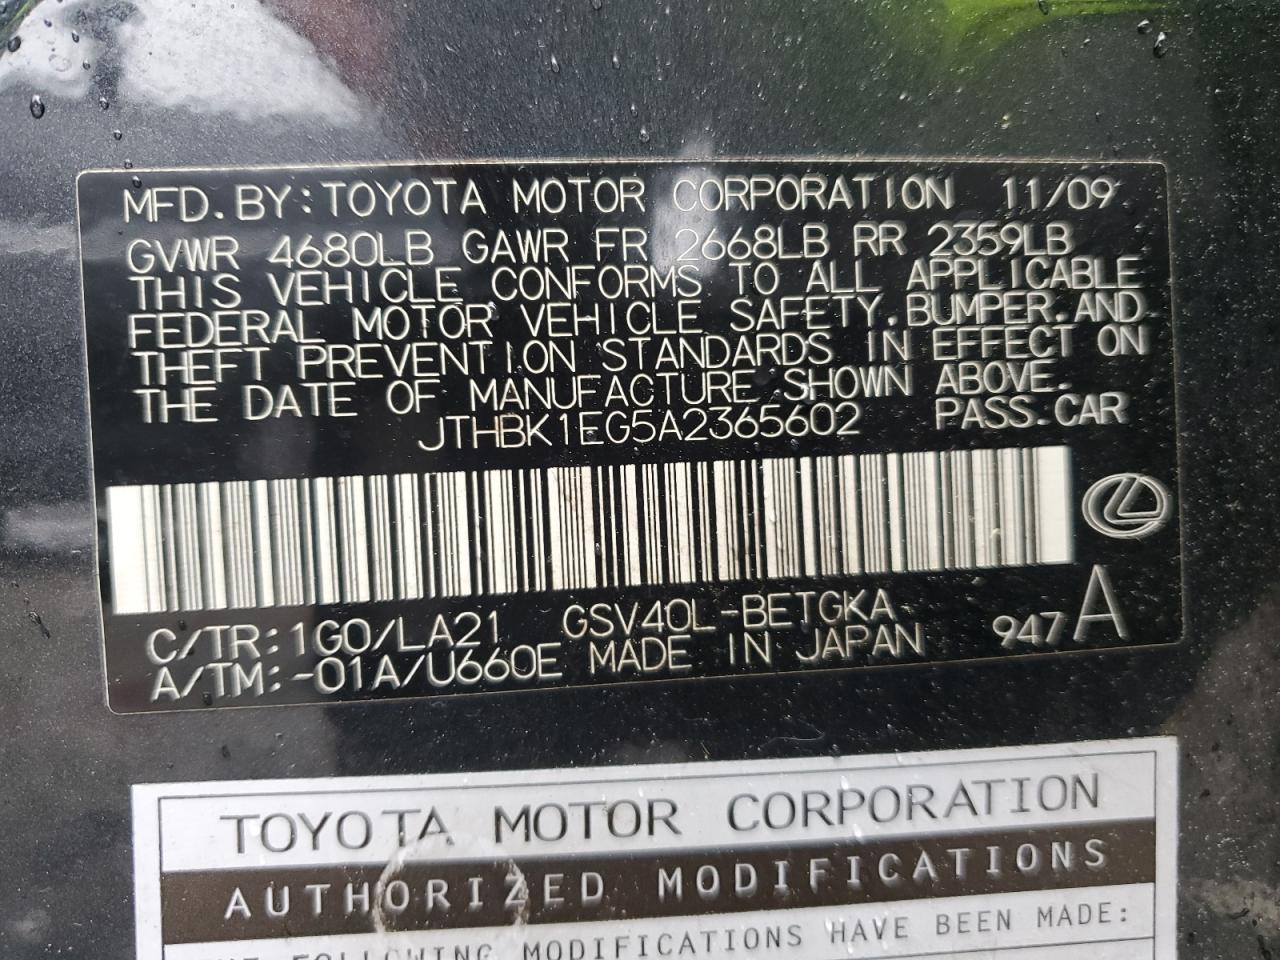 MFD.BY:TOYOTA MOTOR CORPORATION 11/09
GVWR 4680LB GAWR FR 2668LB RR 2359LB
THIS VEHICLE CONFORMS TO ALL APPLICABLE
FEDERAL MOTOR VEHICLE SAFETY,BUMPER,AND
THEFT PREVENTION STANDARDS IN EFFECT ON
THE DATE OF MANUFACTURE SHOWN ABOVE.
JTHBK1EG5A2365602 PASS.CAR
C/TR:1G0/LA21 GSV40L-BETGKA
A/TM:-01A/U660E MADE IN JAPAN 947 A
TOYOTA MOTOR CORPORATION
AUTHORIZED MODIFICATIONS
THE FOLLOWING MODIFICATIONS HAVE BEEN MADE: